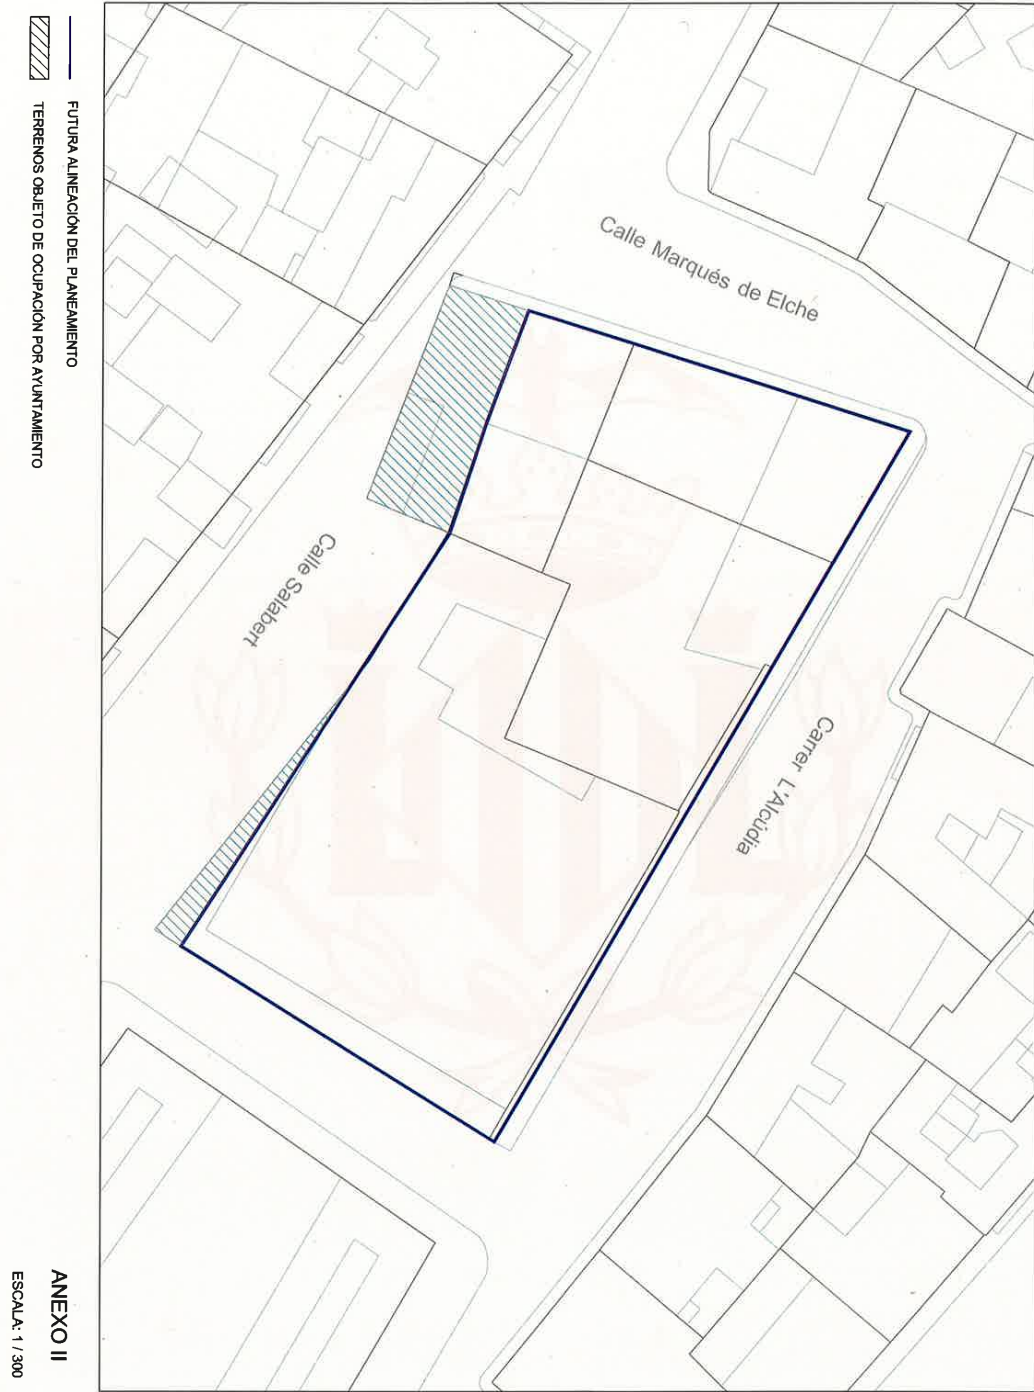 Calle Marqués de Elche
Calle Salabert
Carrer L'Alcúdia
FUTURA ALINEACIÓN DEL PLANEAMIENTO
TERRENOS OBJETO DE OCUPACIÓN POR AYUNTAMIENTO
ANEXO II
ESCALA: 1 / 300